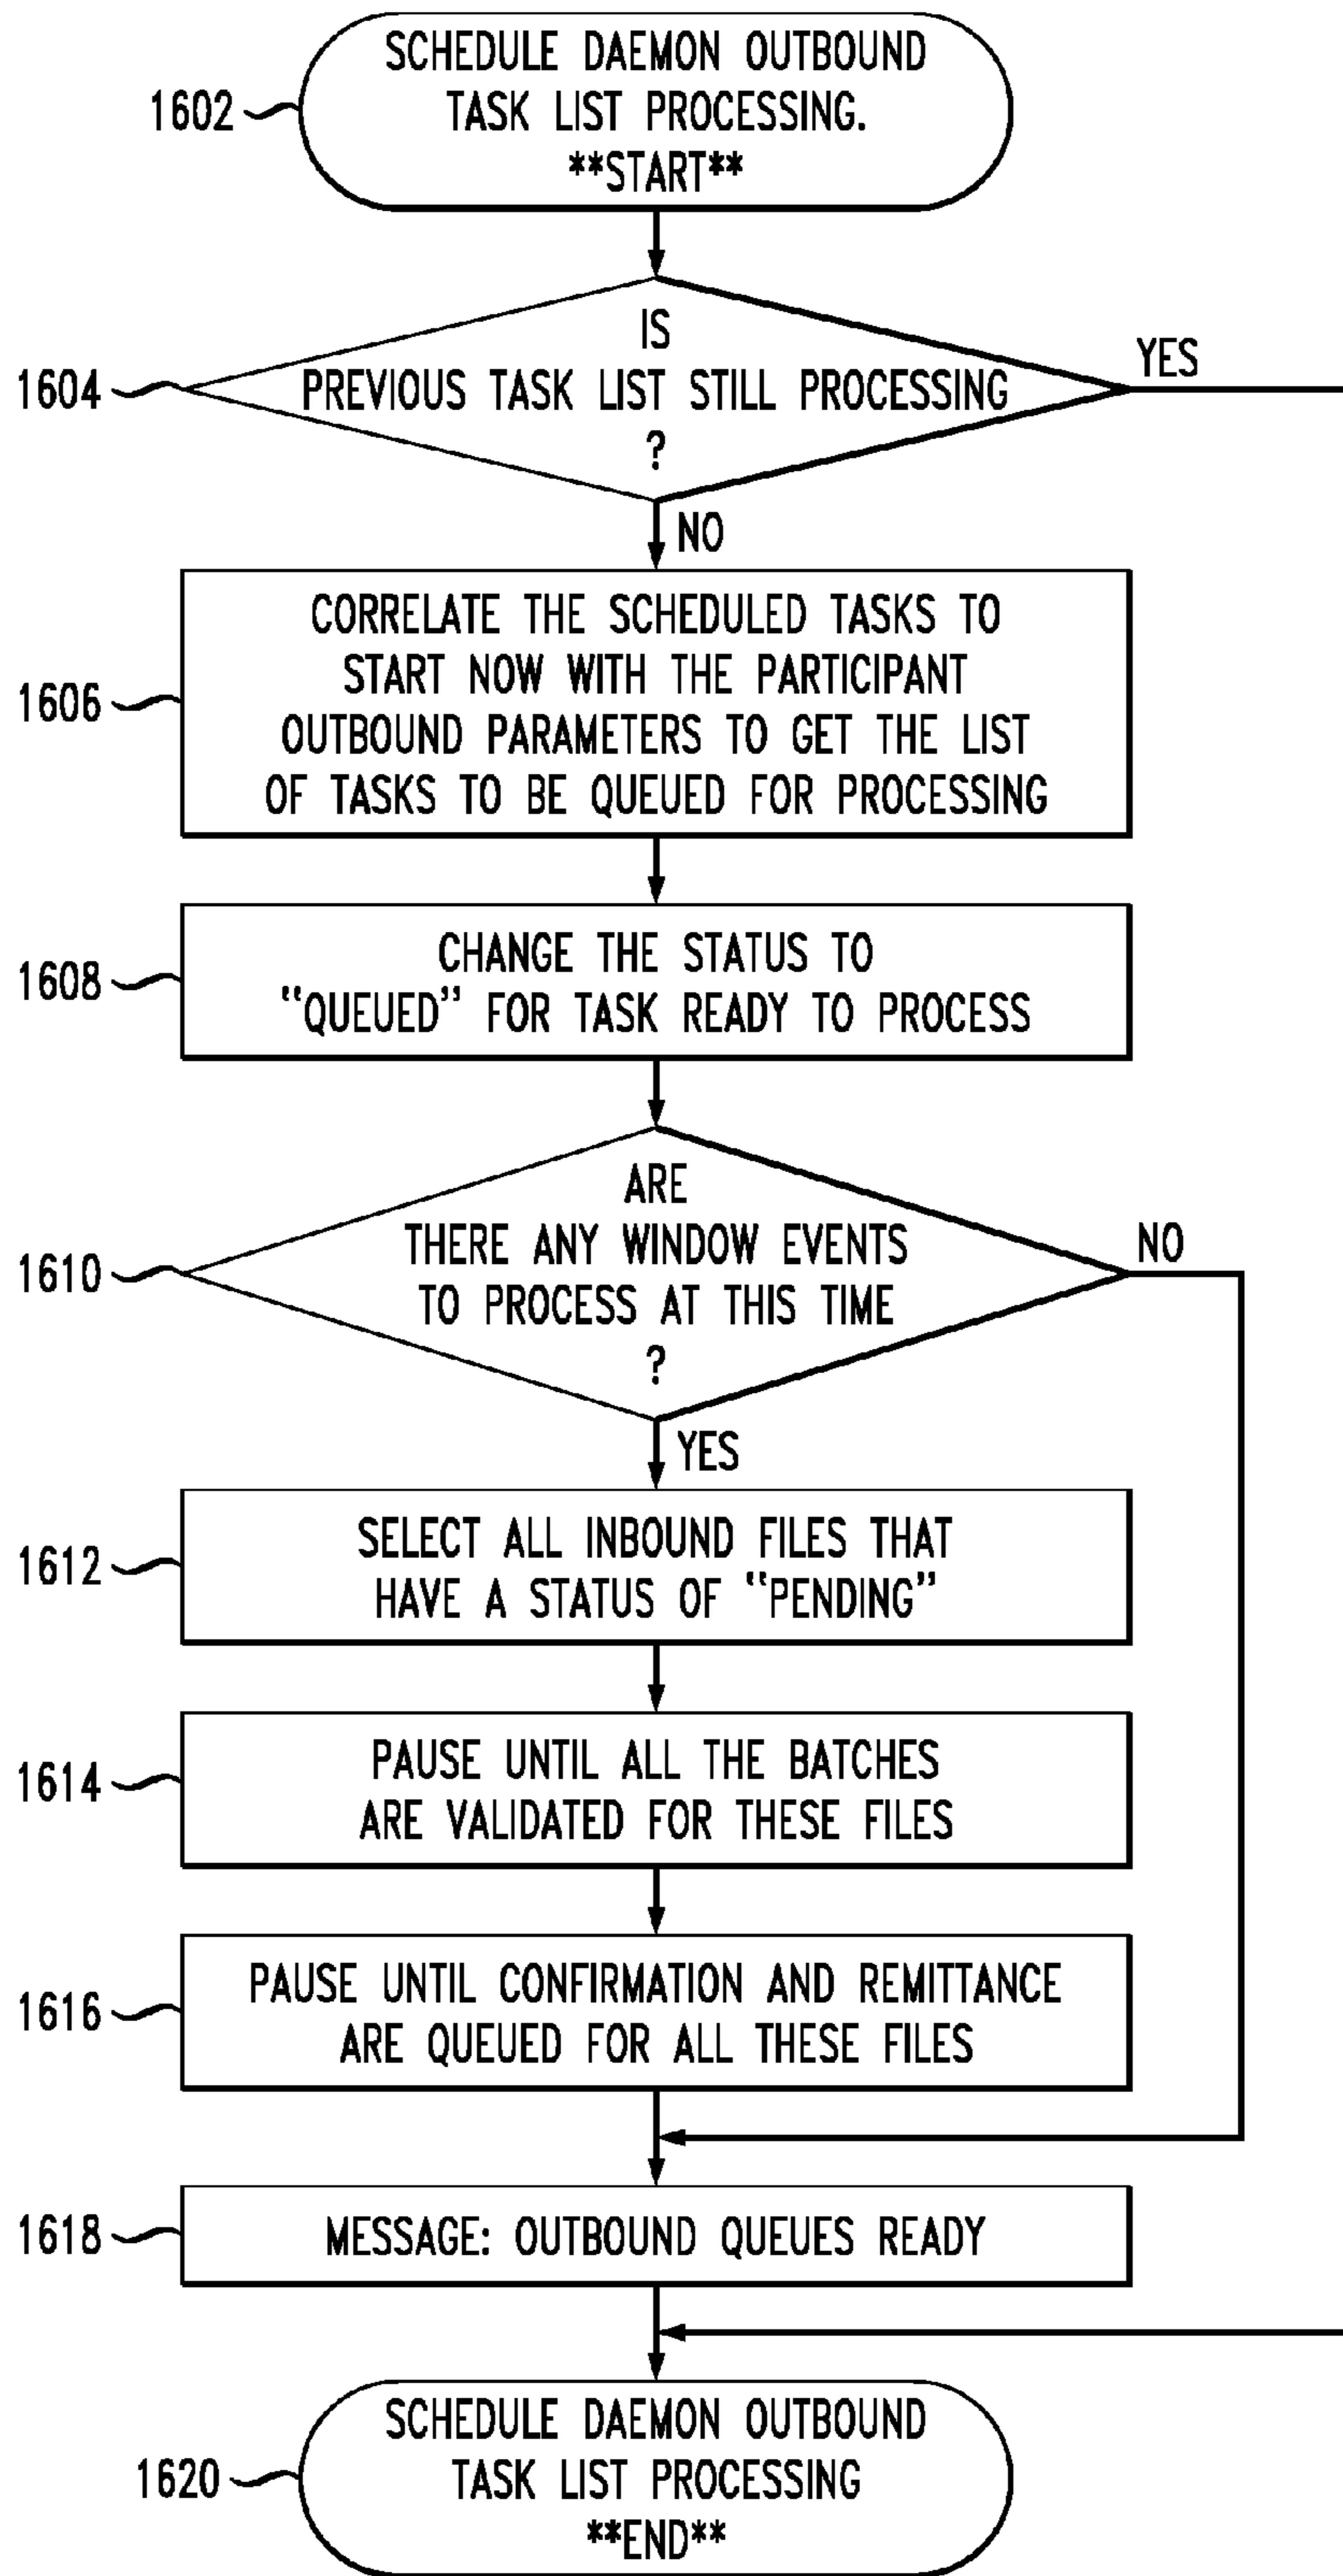 SCHEDULE DAEMON OUTBOUND
TASK LIST PROCESSING.
**START**
1602
IS
PREVIOUS TASK LIST STILL PROCESSING
?
1604
YES
NO
CORRELATE THE SCHEDULED TASKS TO
START NOW WITH THE PARTICIPANT
OUTBOUND PARAMETERS TO GET THE LIST
OF TASKS TO BE QUEUED FOR PROCESSING
1606
CHANGE THE STATUS TO
"QUEUED" FOR TASK READY TO PROCESS
1608
ARE
THERE ANY WINDOW EVENTS
TO PROCESS AT THIS TIME
?
1610
NO
YES
SELECT ALL INBOUND FILES THAT
HAVE A STATUS OF "PENDING"
1612
PAUSE UNTIL ALL THE BATCHES
ARE VALIDATED FOR THESE FILES
1614
PAUSE UNTIL CONFIRMATION AND REMITTANCE
ARE QUEUED FOR ALL THESE FILES
1616
MESSAGE: OUTBOUND QUEUES READY
1618
SCHEDULE DAEMON OUTBOUND
TASK LIST PROCESSING
**END**
1620